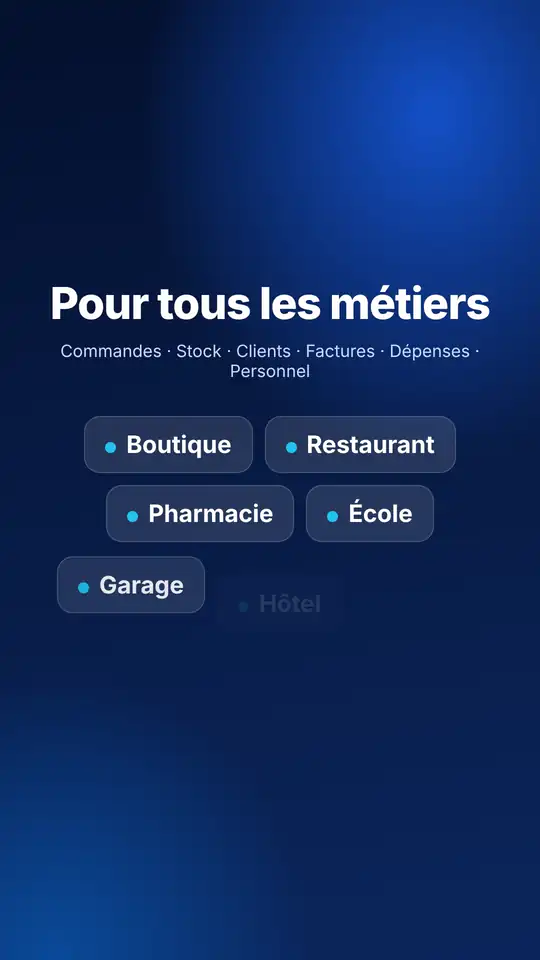 Pour tous les métiers
Commandes · Stock · Clients · Factures · Dépenses ·
Personnel
Boutique
Restaurant
Pharmacie
École
Garage
Hôtel